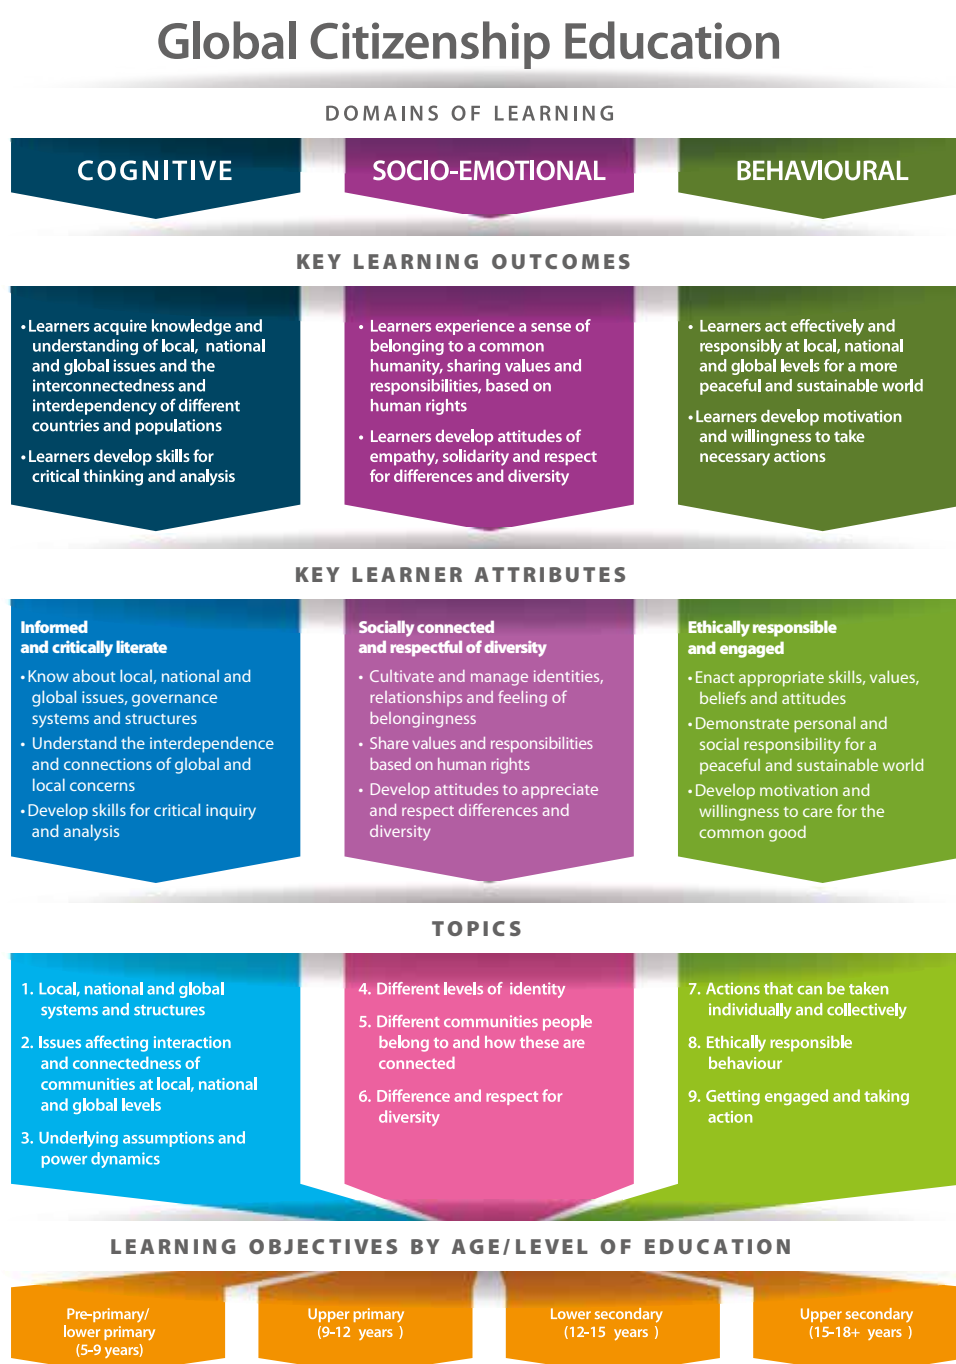 Global Citizenship Education
DOMAINS OF LEARNING
COGNITIVE
SOCIO-EMOTIONAL
BEHAVIOURAL
KEY LEARNING OUTCOMES
• Learners acquire knowledge and
understanding of local, national
and global issues and the
interconnectedness and
interdependency of different
countries and populations
• Learners develop skills for
critical thinking and analysis
• Learners experience a sense of
belonging to a common
humanity, sharing values and
responsibilities, based on
human rights
• Learners develop attitudes of
empathy, solidarity and respect
for differences and diversity
• Learners act effectively and
responsibly at local, national
and global levels for a more
peaceful and sustainable world
• Learners develop motivation
and willingness to take
necessary actions
KEY LEARNER ATTRIBUTES
Informed
and critically literate
• Know about local, national and
global issues, governance
systems and structures
• Understand the interdependence
and connections of global and
local concerns
• Develop skills for critical inquiry
and analysis
Socially connected
and respectful of diversity
• Cultivate and manage identities,
relationships and feeling of
belongingness
• Share values and responsibilities
based on human rights
• Develop attitudes to appreciate
and respect differences and
diversity
Ethically responsible
and engaged
• Enact appropriate skills, values,
beliefs and attitudes
• Demonstrate personal and
social responsibility for a
peaceful and sustainable world
• Develop motivation and
willingness to care for the
common good
TOPICS
1. Local, national and global
systems and structures
2. Issues affecting interaction
and connectedness of
communities at local, national
and global levels
3. Underlying assumptions and
power dynamics
4. Different levels of identity
5. Different communities people
belong to and how these are
connected
6. Difference and respect for
diversity
7. Actions that can be taken
individually and collectively
8. Ethically responsible
behaviour
9. Getting engaged and taking
action
LEARNING OBJECTIVES BY AGE/LEVEL OF EDUCATION
Pre-primary/
lower primary
(5-9 years)
Upper primary
(9-12 years )
Lower secondary
(12-15 years )
Upper secondary
(15-18+ years )